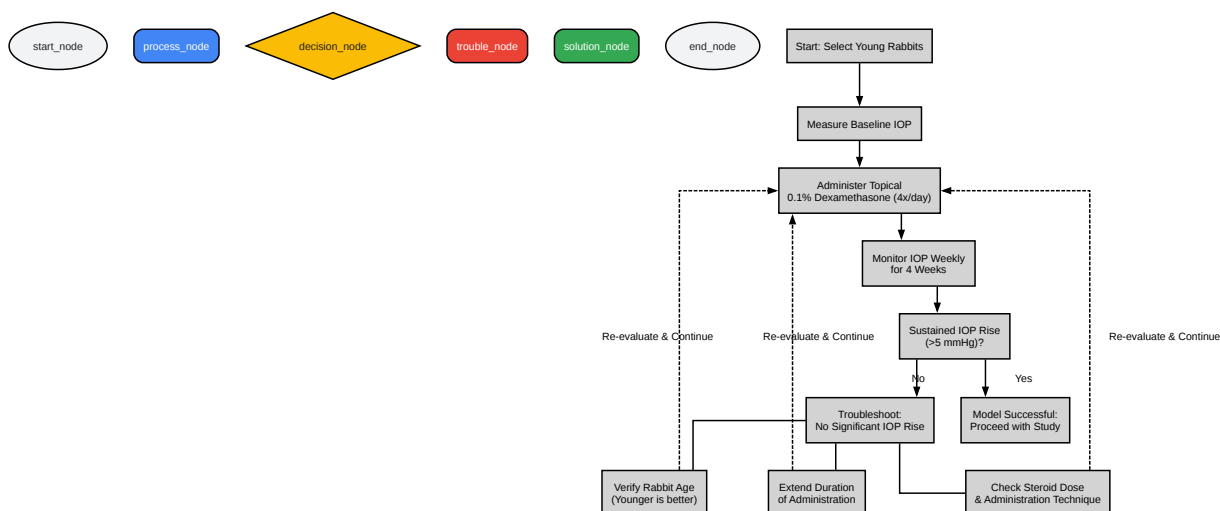 start_node
process_node
decision_node
trouble_node
solution_node
end_node
Start: Select Young Rabbits
Measure Baseline IOP
Administer Topical
0.1% Dexamethasone (4x/day)
Monitor IOP Weekly
for 4 Weeks
Sustained IOP Rise
(>5 mmHg)?
Re-evaluate & Continue
Re-evaluate & Continue
Re-evaluate & Continue
No
Yes
Troubleshoot:
No Significant IOP Rise
Model Successful:
Proceed with Study
Verify Rabbit Age
(Younger is better)
Extend Duration
of Administration
Check Steroid Dose
& Administration Technique